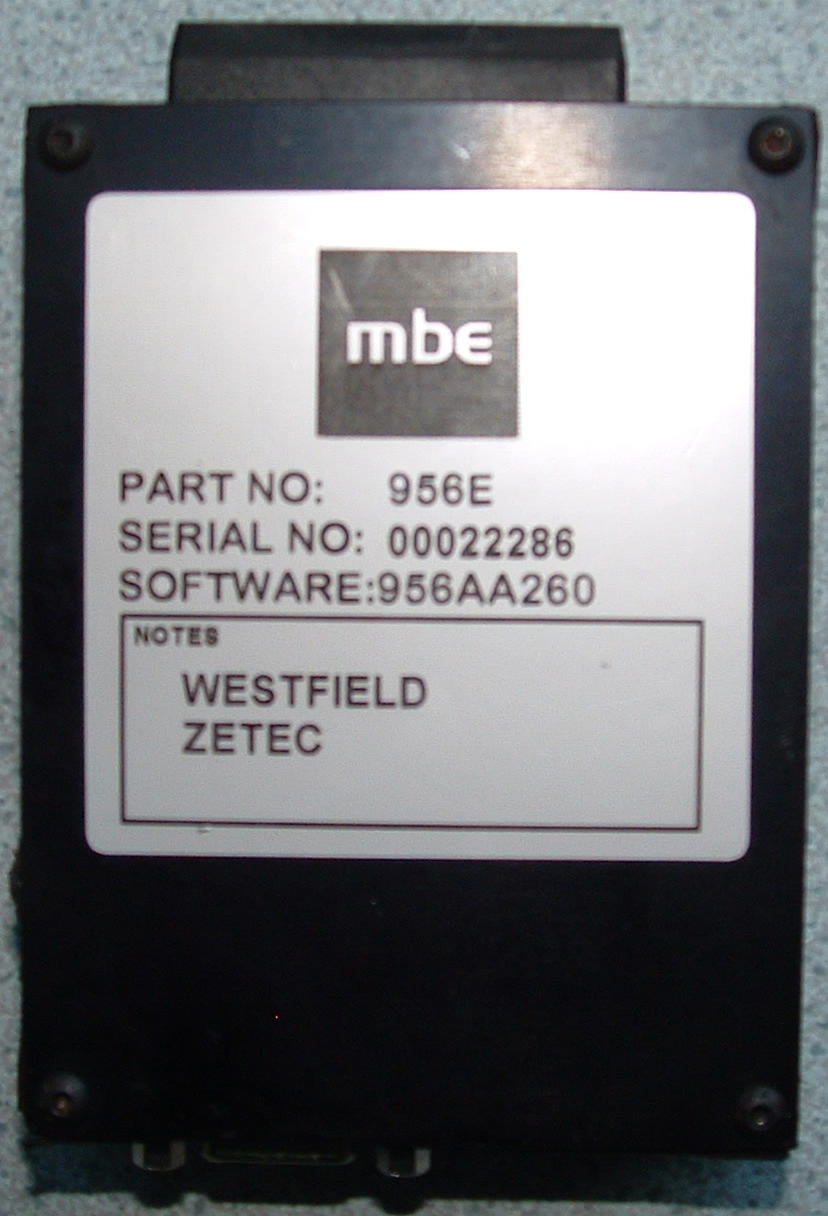 mbe
PART NO: 956E
SERIAL NO: 00022286
SOFTWARE:956AA260
NOTES
WESTFIELD
ZETEC